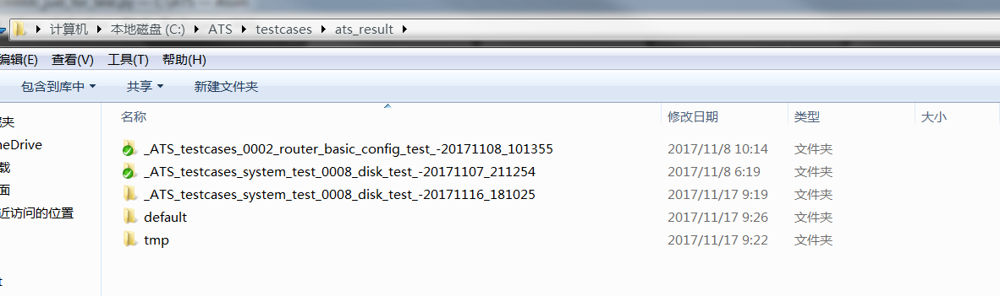 计算机 本地磁盘 (C:) ATS testcases ats_result
编辑(E) 查看(V) 工具(T) 帮助(H)
包含到库中 共享 新建文件夹
名称 修改日期 类型 大小
_ATS_testcases_0002_router_basic_config_test_-20171108_101355 2017/11/8 10:14 文件夹
_ATS_testcases_system_test_0008_disk_test_-20171107_211254 2017/11/8 6:19 文件夹
_ATS_testcases_system_test_0008_disk_test_-20171116_181025 2017/11/17 9:19 文件夹
default 2017/11/17 9:26 文件夹
tmp 2017/11/17 9:22 文件夹
藏夹
neDrive
载
面
近访问的位置
t